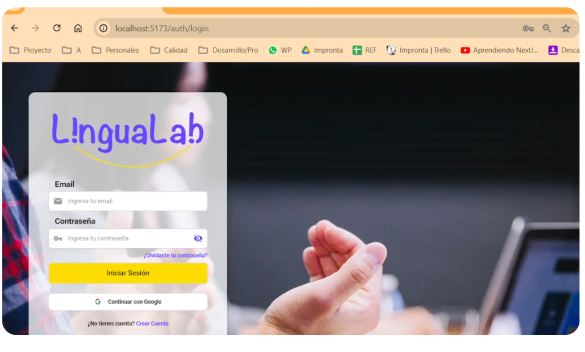 localhost:5173/auth/login
Proyecto A Personales Calidad Dosarrollo/Pro WP Impronta REF Impronta | Trello Aprendiendo NextJ... Desca
L!nguaLab
Email
Ingresa tu email
Contraseña
Ingresa tu contraseña
¿Olvidaste tu contraseña?
Iniciar Sesión
G Continuar con Google
¿No tienes cuenta? Crear Cuenta